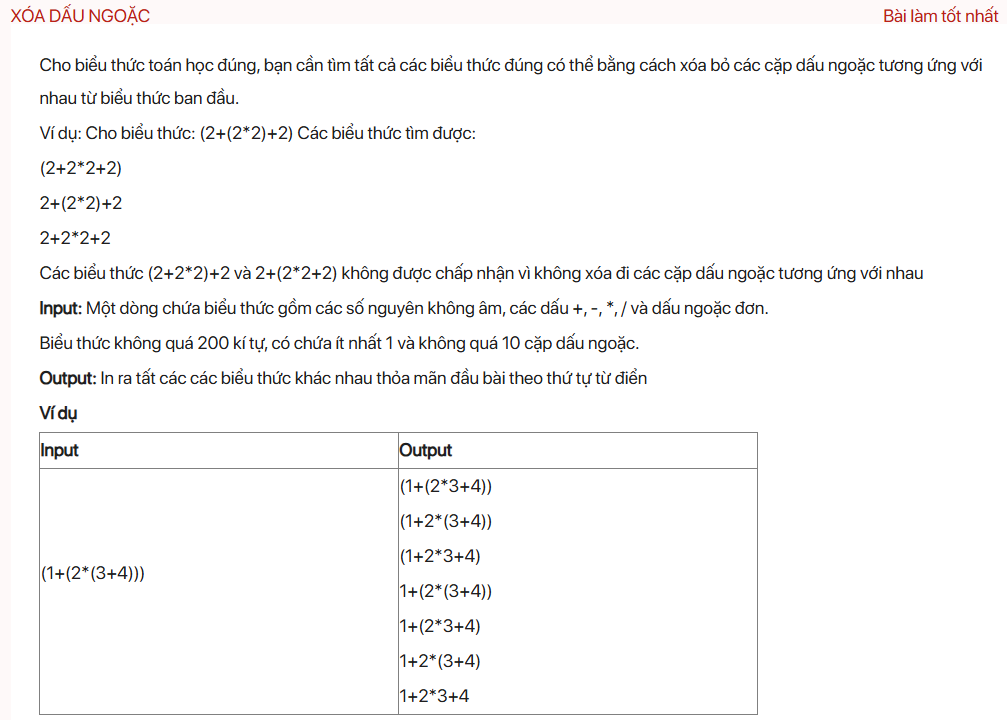 XÓA DẤU NGOẶC
Bài làm tốt nhất
Cho biểu thức toán học đúng, bạn cần tìm tất cả các biểu thức đúng có thể bằng cách xóa bỏ các cặp dấu ngoặc tương ứng với
nhau từ biểu thức ban đầu.
Ví dụ: Cho biểu thức: (2+(2*2)+2) Các biểu thức tìm được:
(2+2*2+2)
2+(2*2)+2
2+2*2+2
Các biểu thức (2+2*2)+2 và 2+(2*2+2) không được chấp nhận vì không xóa đi các cặp dấu ngoặc tương ứng với nhau
Input: Một dòng chứa biểu thức gồm các số nguyên không âm, các dấu +, -, *, / và dấu ngoặc đơn.
Biểu thức không quá 200 kí tự, có chứa ít nhất 1 và không quá 10 cặp dấu ngoặc.
Output: In ra tất các các biểu thức khác nhau thỏa mãn đầu bài theo thứ tự từ điển
Ví dụ
Input
Output
(1+(2*(3+4)))
(1+(2*3+4))
(1+2*(3+4))
(1+2*3+4)
1+(2*(3+4))
1+(2*3+4)
1+2*(3+4)
1+2*3+4